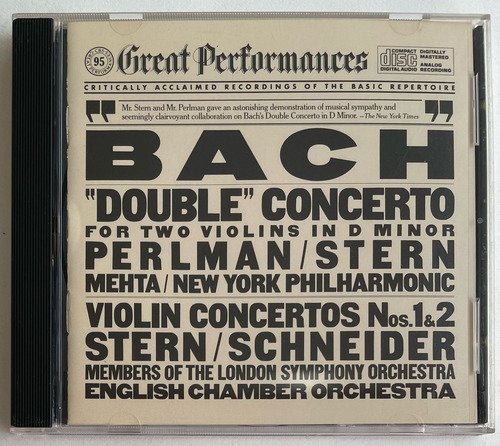 95
Great Performances
COMPACT
disc
DIGITAL AUDIO
DIGITALLY
MASTERED
ANALOG
RECORDING
CRITICALLY ACCLAIMED RECORDINGS OF THE BASIC REPERTOIRE
"Mr. Stern and Mr. Perlman gave an astonishing demonstration of musical sympathy and
seemingly clairvoyant collaboration on Bach's Double Concerto in D Minor. —The New York Times"
BACH
"DOUBLE" CONCERTO
FOR TWO VIOLINS IN D MINOR
PERLMAN/STERN
MEHTA/NEW YORK PHILHARMONIC
VIOLIN CONCERTOS Nos. 1&2
STERN/SCHNEIDER
MEMBERS OF THE LONDON SYMPHONY ORCHESTRA
ENGLISH CHAMBER ORCHESTRA